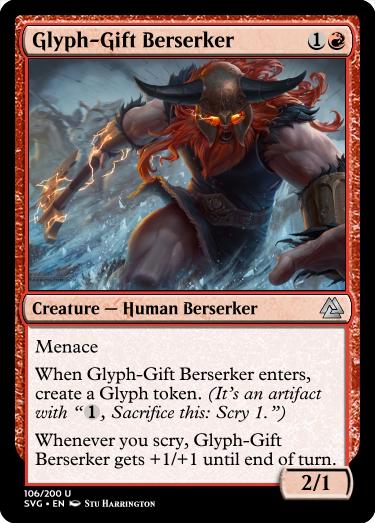 Glyph-Gift Berserker 1
Creature — Human Berserker
Menace
When Glyph-Gift Berserker enters,
create a Glyph token. (It's an artifact
with “1, Sacrifice this: Scry 1.”)
Whenever you scry, Glyph-Gift
Berserker gets +1/+1 until end of turn.
2/1
106/200 U
SVG • EN Stu Harrington